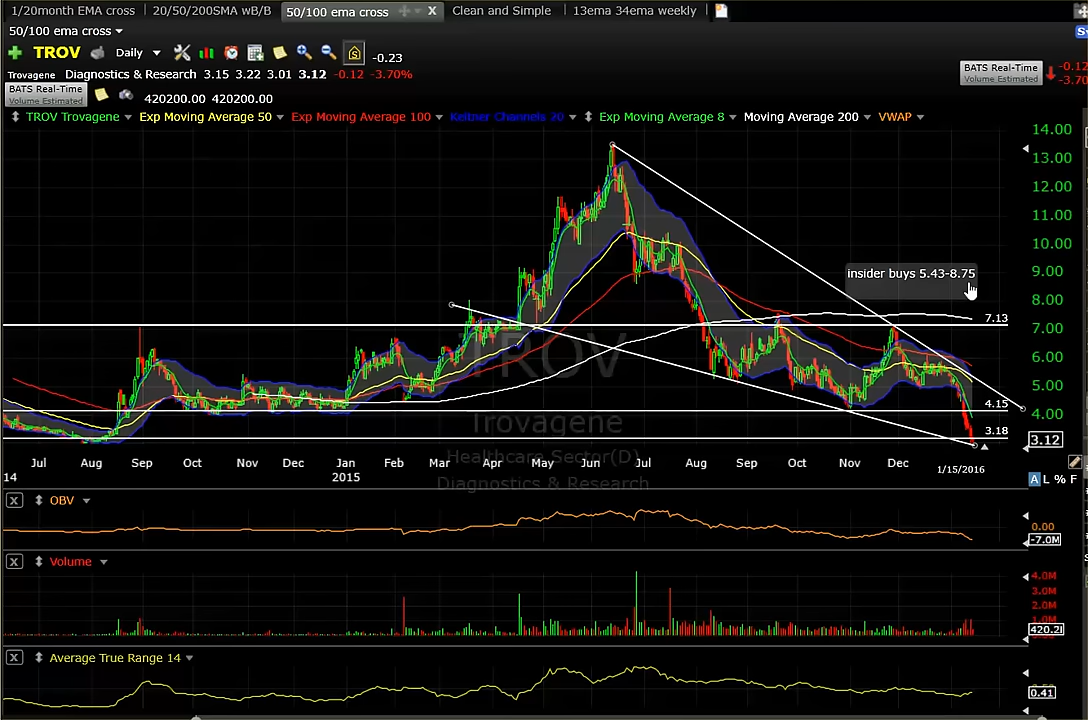 1/20month EMA cross 20/50/200SMA wB/B 50/100 ema cross X Clean and Simple 13ema 34ema weekly
50/100 ema cross
TROV Daily -0.23
Trovagene Diagnostics & Research 3.15 3.22 3.01 3.12 -0.12 -3.70%
BATS Real-Time
Volume Estimated
420200.00 420200.00
BATS Real-Time
Volume Estimated
-0.12
-3.70
TROV Trovagene Exp Moving Average 50 Exp Moving Average 100 Keltner Channels 20 Exp Moving Average 8 Moving Average 200 VWAP
14.00
13.00
12.00
11.00
10.00
9.00
8.00
7.00
6.00
5.00
4.00
3.12
insider buys 5.43-8.75
7.13
4.15
3.18
TROV
Trovagene
Healthcare Sector(D)
Diagnostics & Research
Jul Aug Sep Oct Nov Dec Jan Feb Mar Apr May Jun Jul Aug Sep Oct Nov Dec 1/15/2016
14 2015
A L % F
X OBV
0.00
-7.0M
X Volume
4.0M
3.0M
2.0M
1.0M
X Average True Range 14
0.41